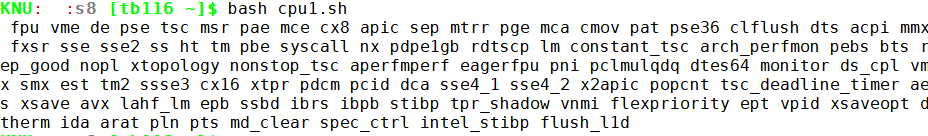 KNU: :s8 [tb116 ~]$ bash cpu1.sh
fpu vme de pse tsc msr pae mce cx8 apic sep mtrr pge mca cmov pat pse36 clflush dts acpi mmx
fxsr sse sse2 ss ht tm pbe syscall nx pdpe1gb rdtscp lm constant_tsc arch_perfmon pebs bts r
ep_good nopl xtopology nonstop_tsc aperfmperf eagerfpu pni pclmulqdq dtes64 monitor ds_cpl vm
x smx est tm2 ssse3 cx16 xtpr pdcm pcid dca sse4_1 sse4_2 x2apic popcnt tsc_deadline_timer ae
s xsave avx lahf_lm epb ssbd ibrs ibpb stibp tpr_shadow vnmi flexpriority ept vpid xsaveopt d
therm ida arat pln pts md_clear spec_ctrl intel_stibp flush_l1d